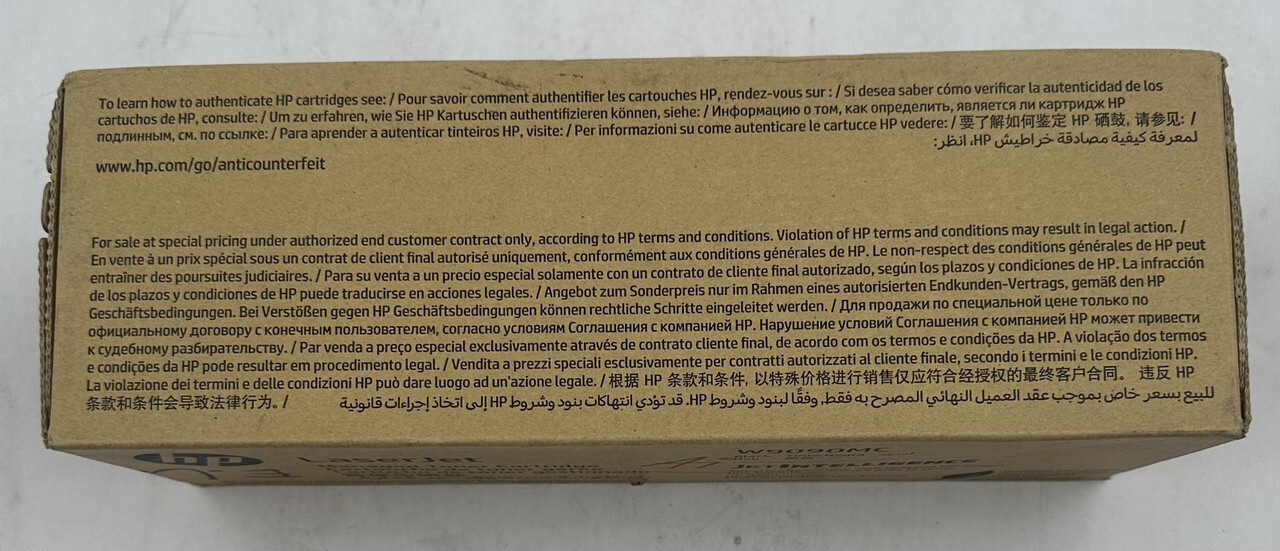 To learn how to authenticate HP cartridges see: / Pour savoir comment authentifier les cartouches HP, rendez-vous sur : / Si desea saber cómo verificar la autenticidad de los
cartuchos de HP, consulte: / Um zu erfahren, wie Sie HP Kartuschen authentifizieren können, siehe: / Информацию о том, как определить, является ли картридж HP
подлинным, см. по ссылке: / Para aprender a autenticar tinteiros HP, visite: / Per informazioni su come autenticare le cartucce HP vedere: / 要了解如何鉴定 HP 硒鼓, 请参见: /
لمعرفة كيفية مصادقة خراطيش HP، انظر:
www.hp.com/go/anticounterfeit
For sale at special pricing under authorized end customer contract only, according to HP terms and conditions. Violation of HP terms and conditions may result in legal action. /
En vente à un prix spécial sous un contrat de client final autorisé uniquement, conformément aux conditions générales de HP. Le non-respect des conditions générales de HP peut
entraîner des poursuites judiciaires. / Para su venta a un precio especial solamente con un contrato de cliente final autorizado, según los plazos y condiciones de HP. La infracción
de los plazos y condiciones de HP puede traducirse en acciones legales. / Angebot zum Sonderpreis nur im Rahmen eines autorisierten Endkunden-Vertrags, gemäß den HP
Geschäftsbedingungen. Bei Verstößen gegen HP Geschäftsbedingungen können rechtliche Schritte eingeleitet werden. / Для продажи по специальной цене только по
официальному договору с конечным пользователем, согласно условиям Соглашения с компанией HP. Нарушение условий Соглашения с компанией HP может привести
к судебному разбирательству. / Par venda a preço especial exclusivamente através de contrato cliente final, de acordo com os termos e condições da HP. A violação dos termos
e condições da HP pode resultar em procedimento legal. / Vendita a prezzi speciali esclusivamente per contratti autorizzati al cliente finale, secondo i termini e le condizioni HP.
La violazione dei termini e delle condizioni HP può dare luogo ad un'azione legale. / 根据 HP 条款和条件, 以特殊价格进行销售仅应符合经授权的最终客户合同。 违反 HP
条款和条件会导致法律行为。 /
للبيع بسعر خاص بموجب عقد العميل النهائي المصرح به فقط, وفقًا لبنود وشروط HP. قد تؤدي انتهاكات بنود وشروط HP إلى اتخاذ إجراءات قانونية
hp LaserJet W9090MC
Managed Toner Cartridge
JETINTELLIGENCE